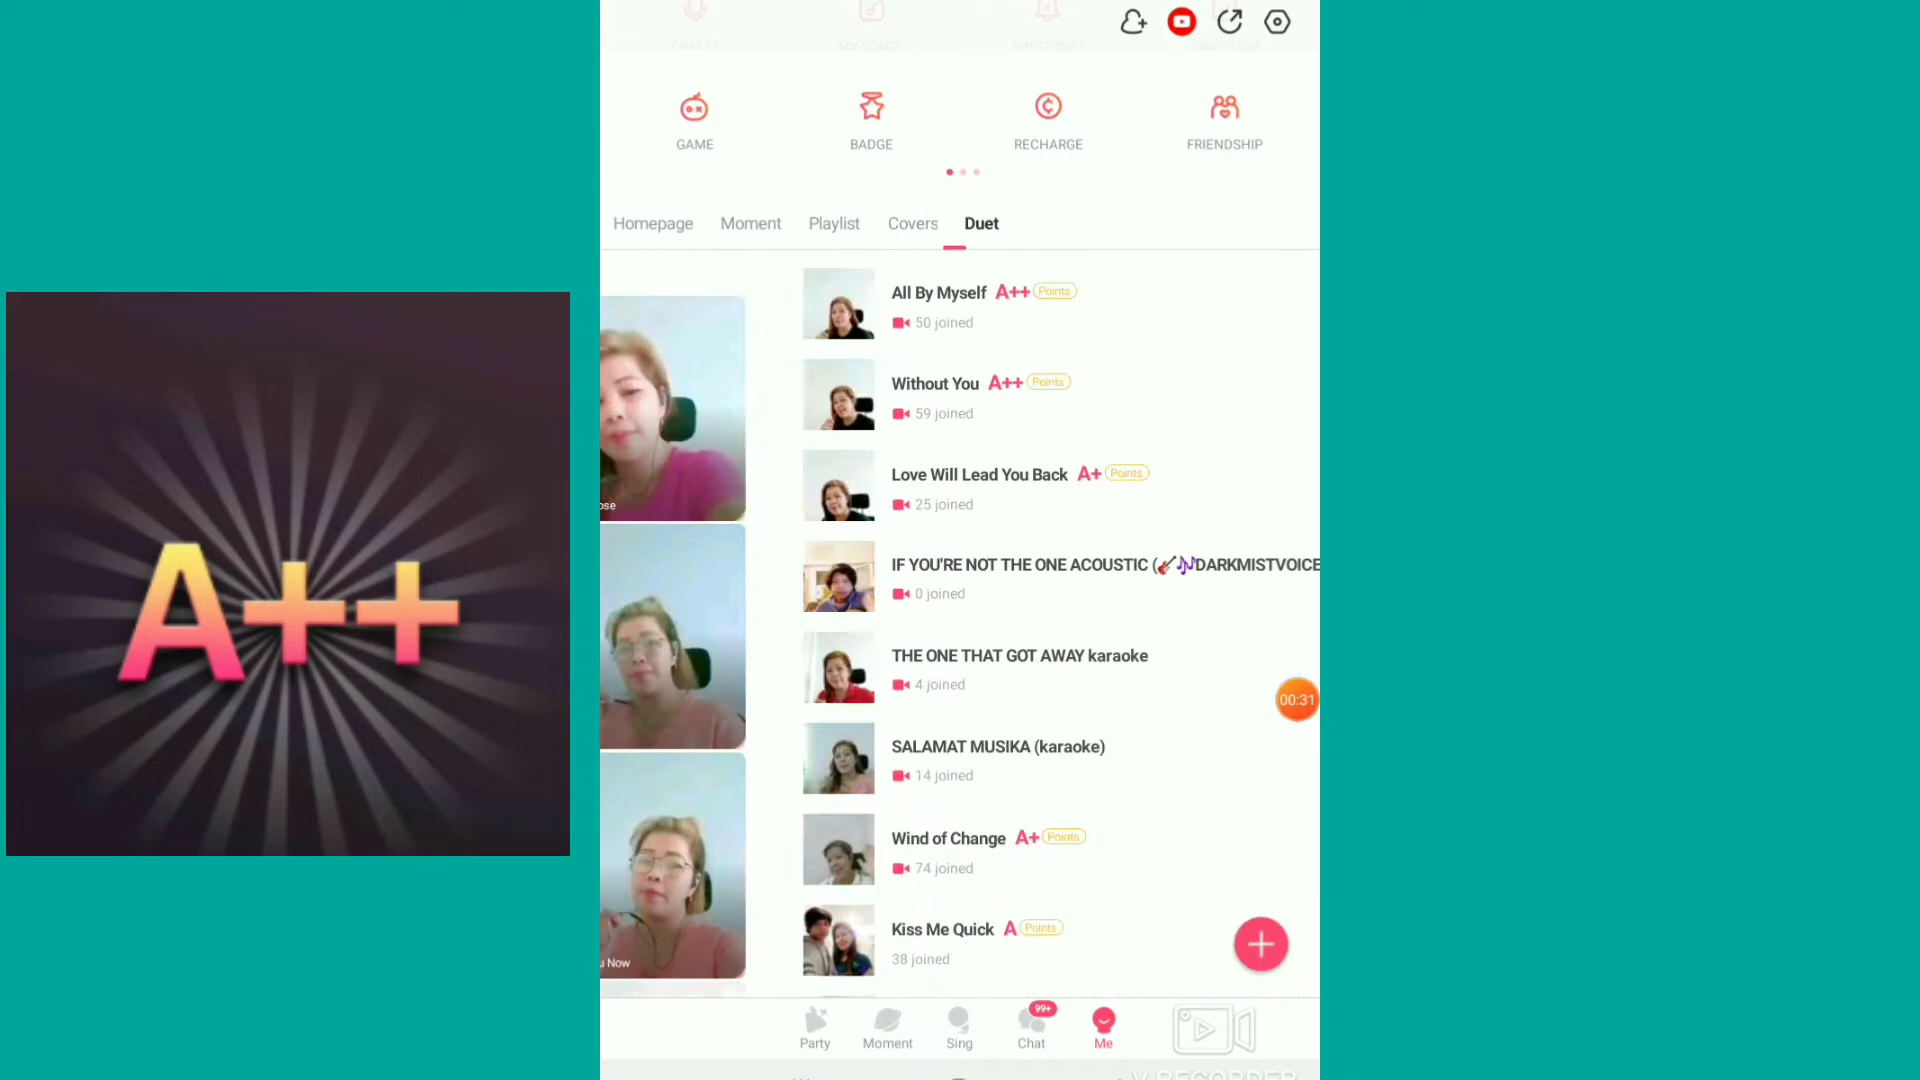 GAME
BADGE
RECHARGE
FRIENDSHIP
Homepage
Moment
Playlist
Covers
Duet
A++
All By Myself A++ Points
50 joined
Without You A++ Points
59 joined
Love Will Lead You Back A+ Points
25 joined
IF YOU'RE NOT THE ONE ACOUSTIC (🎸🎶DARKMISTVOICE
0 joined
THE ONE THAT GOT AWAY karaoke
4 joined
00:31
SALAMAT MUSIKA (karaoke)
14 joined
Wind of Change A+ Points
74 joined
Kiss Me Quick A Points
38 joined
Now
99+
Party
Moment
Sing
Chat
Me